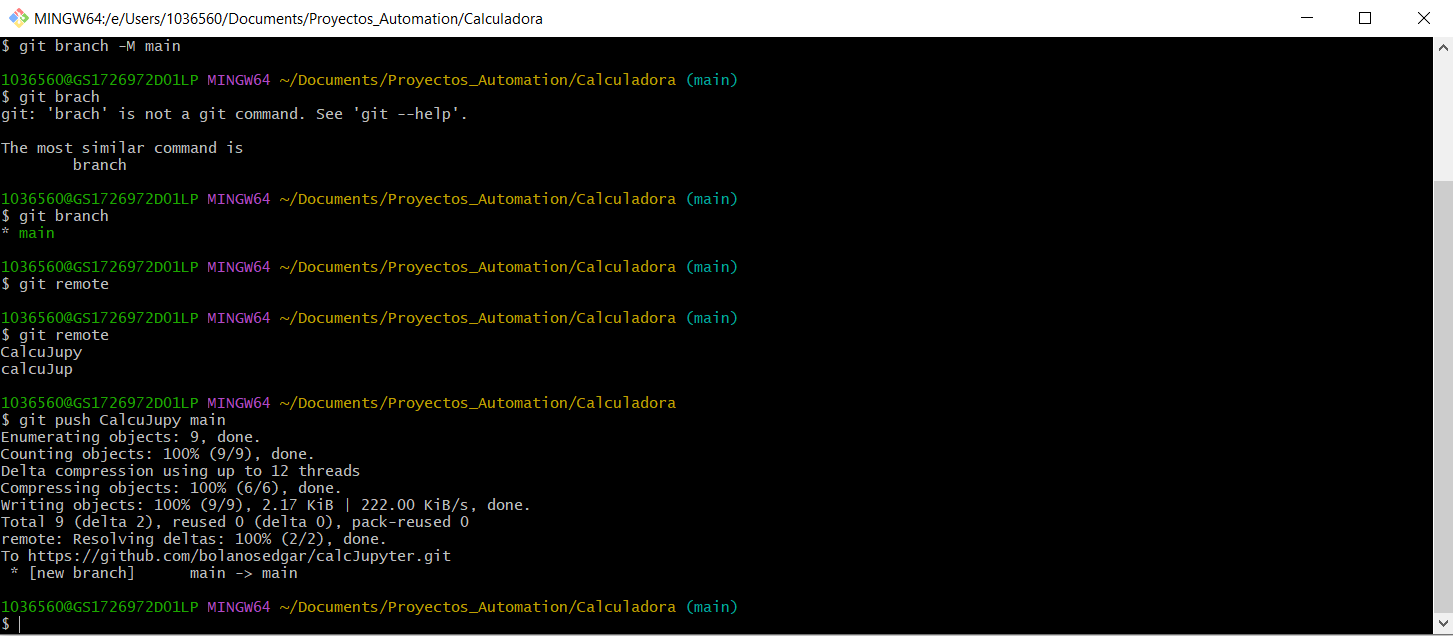 MINGW64:/e/Users/1036560/Documents/Proyectos_Automation/Calculadora
$ git branch -M main
1036560@GS1726972D01LP MINGW64 ~/Documents/Proyectos_Automation/Calculadora (main)
$ git brach
git: 'brach' is not a git command. See 'git --help'.
The most similar command is
        branch
1036560@GS1726972D01LP MINGW64 ~/Documents/Proyectos_Automation/Calculadora (main)
$ git branch
* main
1036560@GS1726972D01LP MINGW64 ~/Documents/Proyectos_Automation/Calculadora (main)
$ git remote
1036560@GS1726972D01LP MINGW64 ~/Documents/Proyectos_Automation/Calculadora (main)
$ git remote
CalcuJupy
calcuJup
1036560@GS1726972D01LP MINGW64 ~/Documents/Proyectos_Automation/Calculadora
$ git push CalcuJupy main
Enumerating objects: 9, done.
Counting objects: 100% (9/9), done.
Delta compression using up to 12 threads
Compressing objects: 100% (6/6), done.
Writing objects: 100% (9/9), 2.17 KiB | 222.00 KiB/s, done.
Total 9 (delta 2), reused 0 (delta 0), pack-reused 0
remote: Resolving deltas: 100% (2/2), done.
To https://github.com/bolanosedgar/calcJupyter.git
 * [new branch]      main -> main
1036560@GS1726972D01LP MINGW64 ~/Documents/Proyectos_Automation/Calculadora (main)
$